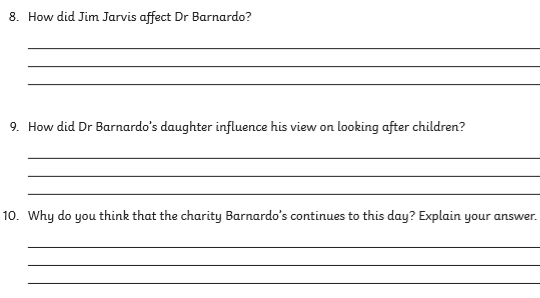 8. How did Jim Jarvis affect Dr Barnardo?
9. How did Dr Barnardo's daughter influence his view on looking after children?
10. Why do you think that the charity Barnardo's continues to this day? Explain your answer.